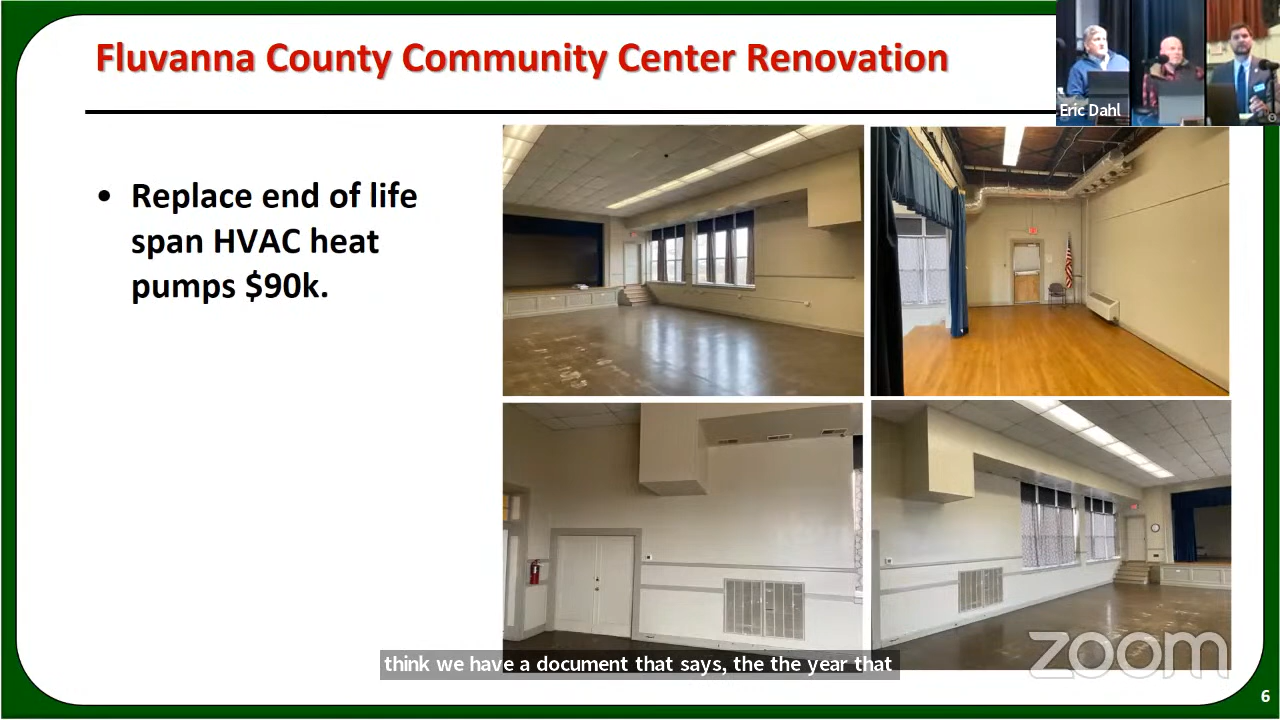 Fluvanna County Community Center Renovation
Eric Dahl
• Replace end of life
span HVAC heat
pumps $90k.
think we have a document that says, the the year that
zoom
6